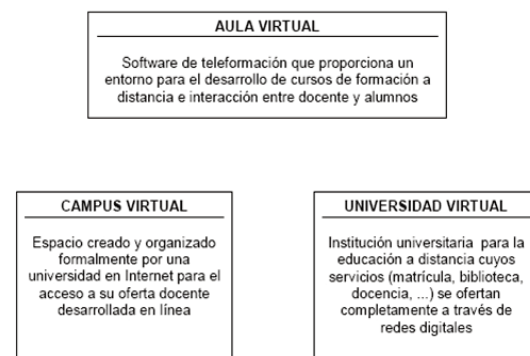 AULA VIRTUAL
Software de teleformación que proporciona un
entorno para el desarrollo de cursos de formación a
distancia e interacción entre docente y alumnos
CAMPUS VIRTUAL
Espacio creado y organizado
formalmente por una
universidad en Internet para el
acceso a su oferta docente
desarrollada en línea
UNIVERSIDAD VIRTUAL
Institución universitaria para la
educación a distancia cuyos
servicios (matrícula, biblioteca,
docencia, ...) se ofertan
completamente a través de
redes digitales